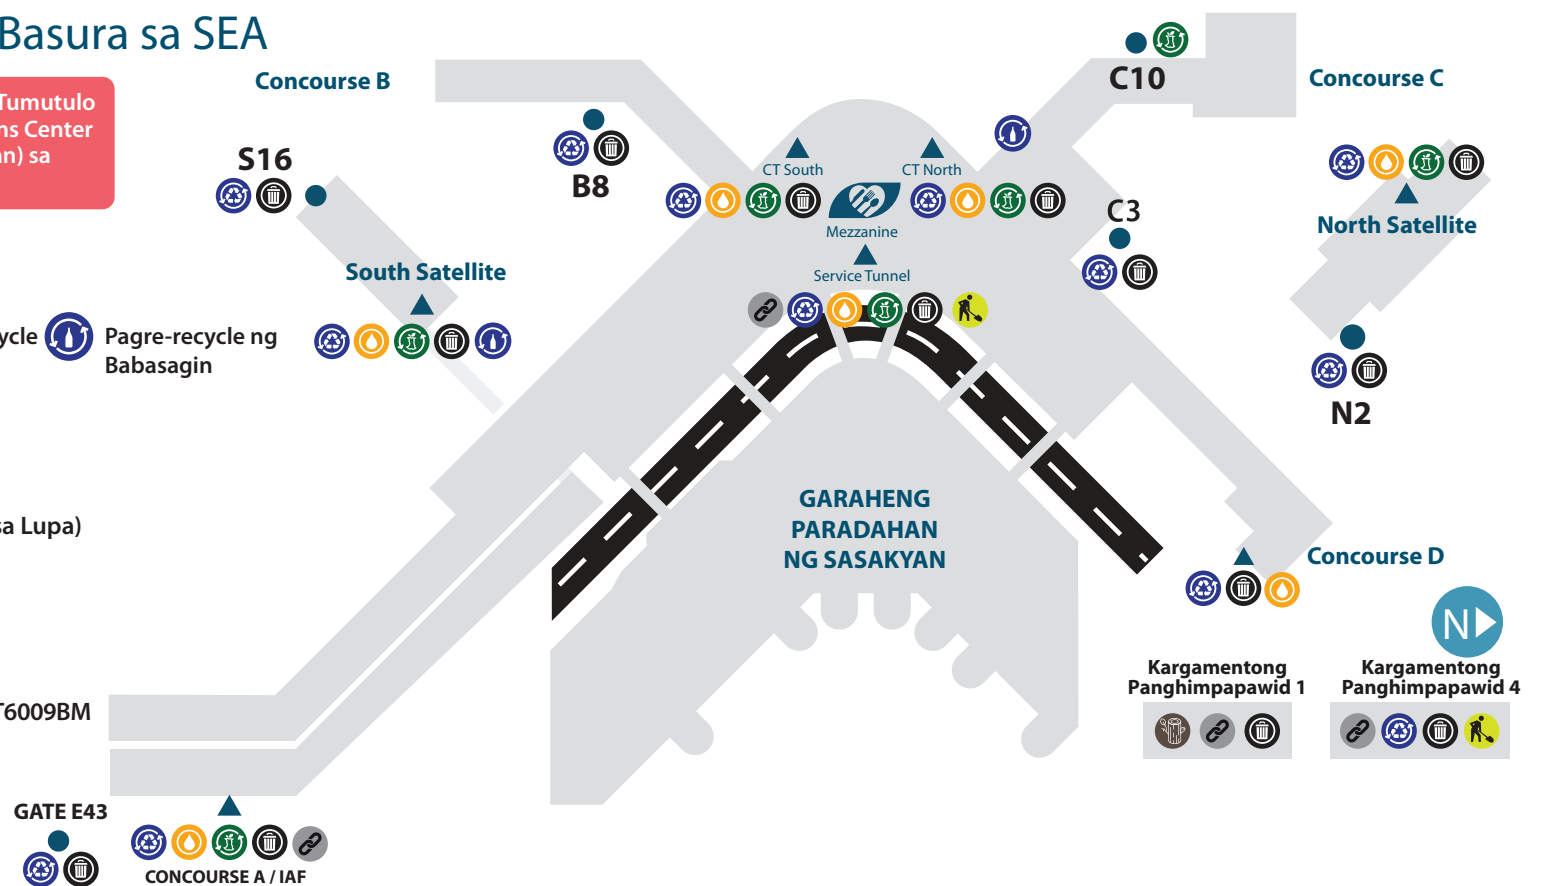 Basura sa SEA
Tumutulo
ns Center
an) sa
Concourse B
S16
B8
South Satellite
ycle
Pagre-recycle ng
Babasagin
CT South
CT North
Mezzanine
Service Tunnel
C10
Concourse C
C3
North Satellite
N2
sa Lupa)
GARAHENG
PARADAHAN
NG SASAKYAN
Concourse D
N
Kargamentong
Panghimpapawid 1
Kargamentong
Panghimpapawid 4
T6009BM
GATE E43
CONCOURSE A / IAF